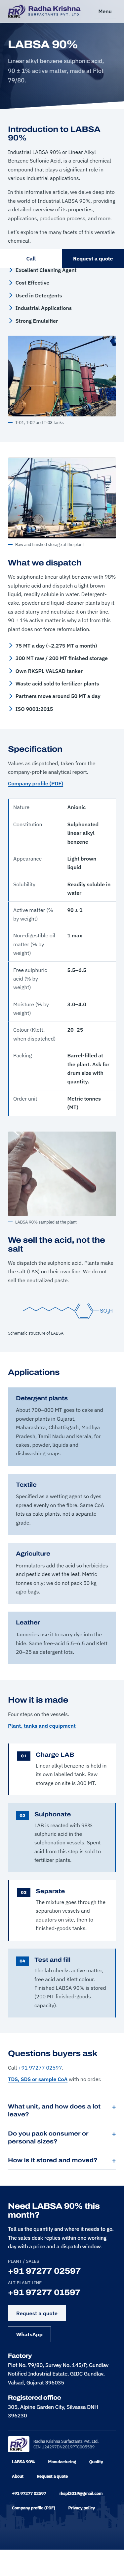 RK
RKSPL
Radha Krishna
SURFACTANTS PVT. LTD.
Menu
LABSA 90%
Linear alkyl benzene sulphonic acid,
90 ± 1% active matter, made at Plot
79/80.
Introduction to LABSA
90%
Industrial LABSA 90% or Linear Alkyl
Benzene Sulfonic Acid, is a crucial chemical
compound that plays a significant role in
various industrial applications.
In this informative article, we delve deep into
the world of Industrial LABSA 90%, providing
a detailed overview of its properties,
applications, production process, and more.
Let's explore the many facets of this versatile
chemical.
Call
Request a quote
Excellent Cleaning Agent
Cost Effective
Used in Detergents
Industrial Applications
Strong Emulsifier
T-01, T-02 and T-03 tanks
Raw and finished storage at the plant
What we dispatch
We sulphonate linear alkyl benzene with 98%
sulphuric acid and dispatch a light brown
liquid, readily soluble in water. Detergent-
cake, powder and liquid-cleaner plants buy it
on their own slip and in their own drums. The
90 ± 1% active matter is why a lot from this
plant does not force reformulation.
75 MT a day (~2,275 MT a month)
300 MT raw / 200 MT finished storage
Own RKSPL VALSAD tanker
Waste acid sold to fertilizer plants
Partners move around 50 MT a day
ISO 9001:2015
Specification
Values as dispatched, taken from the
company-profile analytical report.
Company profile (PDF)
Nature Anionic
Constitution Sulphonated
linear alkyl
benzene
Appearance Light brown
liquid
Solubility Readily soluble in
water
Active matter (% 90 ± 1
by weight)
Non-digestible oil 1 max
matter (% by
weight)
Free sulphuric 5.5–6.5
acid (% by
weight)
Moisture (% by 3.0–4.0
weight)
Colour (Klett, 20–25
when dispatched)
Packing Barrel-filled at
the plant. Ask for
drum size with
quantity.
Order unit Metric tonnes
(MT)
LABSA 90% sampled at the plant
We sell the acid, not the
salt
We dispatch the sulphonic acid. Plants make
the salt (LAS) on their own line. We do not
sell the neutralized paste.
SO₃H
Schematic structure of LABSA
Applications
Detergent plants
About 700–800 MT goes to cake and
powder plants in Gujarat,
Maharashtra, Chhattisgarh, Madhya
Pradesh, Tamil Nadu and Kerala, for
cakes, powder, liquids and
dishwashing soaps.
Textile
Specified as a wetting agent so dyes
spread evenly on the fibre. Same CoA
lots as cake plants, not a separate
grade.
Agriculture
Formulators add the acid so herbicides
and pesticides wet the leaf. Metric
tonnes only; we do not pack 50 kg
agro bags.
Leather
Tanneries use it to carry dye into the
hide. Same free-acid 5.5–6.5 and Klett
20–25 as detergent lots.
How it is made
Four steps on the vessels.
Plant, tanks and equipment
01
Charge LAB
Linear alkyl benzene is held in
its own labelled tank. Raw
storage on site is 300 MT.
02
Sulphonate
LAB is reacted with 98%
sulphuric acid in the
sulphonation vessels. Spent
acid from this step is sold to
fertilizer plants.
03
Separate
The mixture goes through the
separation vessels and
aquators on site, then to
finished-goods tanks.
04
Test and fill
The lab checks active matter,
free acid and Klett colour.
Finished LABSA 90% is stored
(200 MT finished-goods
capacity).
Questions buyers ask
Call +91 97277 02597.
TDS, SDS or sample CoA with no order.
What unit, and how does a lot +
leave?
Do you pack consumer or +
personal sizes?
How is it stored and moved? +
Need LABSA 90% this
month?
Tell us the quantity and where it needs to go.
The sales desk replies within one working
day, with a price and a dispatch window.
PLANT / SALES
+91 97277 02597
ALT PLANT LINE
+91 97277 01597
Request a quote
WhatsApp
Factory
Plot No. 79/80, Survey No. 145/P, Gundlav
Notified Industrial Estate, GIDC Gundlav,
Valsad, Gujarat 396035
Registered office
205, Alpine Garden City, Silvassa DNH
396230
RK
RKSPL
Radha Krishna Surfactants Pvt. Ltd.
LABSA 90% Manufacturing Quality
About Request a quote
+91 97277 02597 rkspl2019@gmail.com
Company profile (PDF) Privacy policy